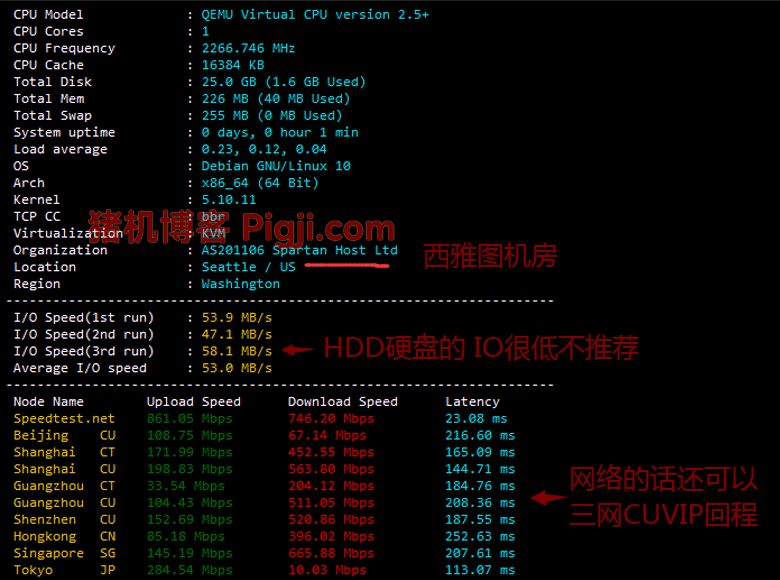 CPU Model : QEMU Virtual CPU version 2.5+
CPU Cores : 1
CPU Frequency : 2266.746 MHz
CPU Cache : 16384 KB
Total Disk : 25.0 GB (1.6 GB Used)
Total Mem : 226 MB (40 MB Used)
Total Swap : 255 MB (0 MB Used)
System uptime : 0 days, 0 hour 1 min
Load average : 0.23, 0.12, 0.04
OS : Debian GNU/Linux 10
Arch : x86_64 (64 Bit)
Kernel : 5.10.11
TCP CC : bbr
猪机博客 Pigji.com
Virtualization : KVM
Organization : AS201106 Spartan Host Ltd
西雅图机房
Location : Seattle / US
Region : Washington
----------------------------------------------------------------------
I/O Speed(1st run) : 53.9 MB/s
I/O Speed(2nd run) : 47.1 MB/s
I/O Speed(3rd run) : 58.1 MB/s
HDD硬盘的 IO很低不推荐
Average I/O speed : 53.0 MB/s
----------------------------------------------------------------------
Node Name Upload Speed Download Speed Latency
Speedtest.net 861.05 Mbps 746.20 Mbps 23.08 ms
Beijing CU 108.75 Mbps 67.14 Mbps 216.60 ms
Shanghai CT 171.99 Mbps 452.55 Mbps 165.09 ms
Shanghai CU 198.83 Mbps 563.80 Mbps 144.71 ms
Guangzhou CT 33.54 Mbps 204.12 Mbps 184.76 ms
Guangzhou CU 104.43 Mbps 511.05 Mbps 208.36 ms
Shenzhen CU 152.69 Mbps 520.86 Mbps 187.55 ms
Hongkong CN 85.18 Mbps 396.02 Mbps 252.63 ms
Singapore SG 145.19 Mbps 665.88 Mbps 207.61 ms
Tokyo JP 284.54 Mbps 10.03 Mbps 113.07 ms
网络的话还可以
三网CUVIP回程